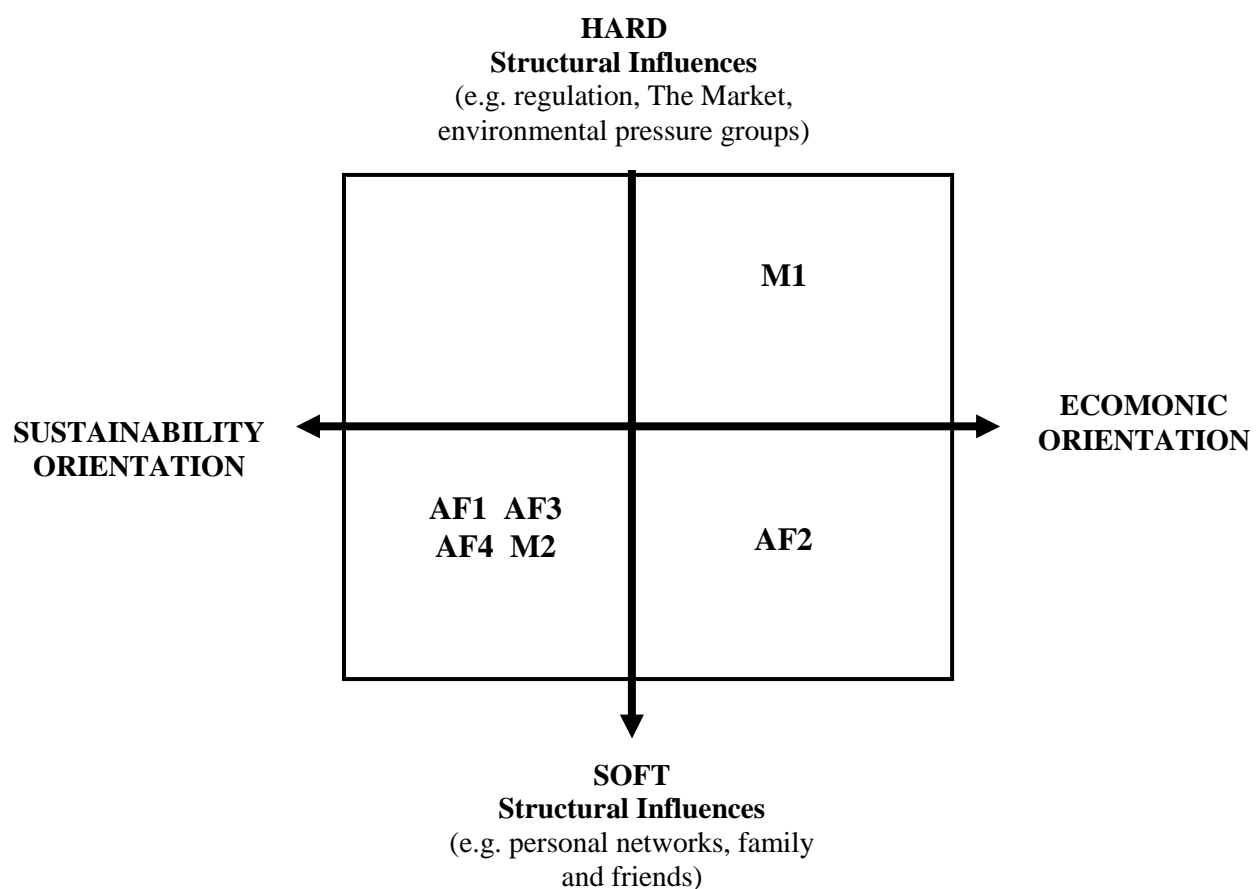 HARD
Structural Influences
(e.g. regulation, The Market,
environmental pressure groups)
M1
SUSTAINABILITY
ORIENTATION
ECOMONIC
ORIENTATION
AF1 AF3
AF4 M2
AF2
SOFT
Structural Influences
(e.g. personal networks, family
and friends)